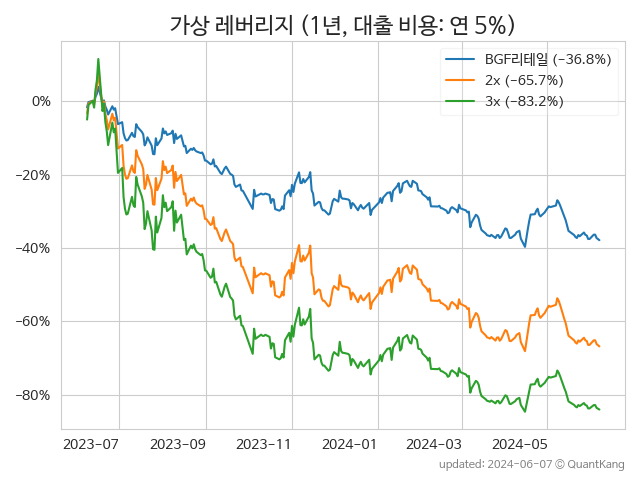 가상 레버리지 (1년, 대출 비용: 연 5%)
BGF리테일 (−36.8%)
2x (−65.7%)
3x (−83.2%)
0%
−20%
−40%
−60%
−80%
2023-07 2023-09 2023-11 2024-01 2024-03 2024-05
updated: 2024-06-07 © QuantKang